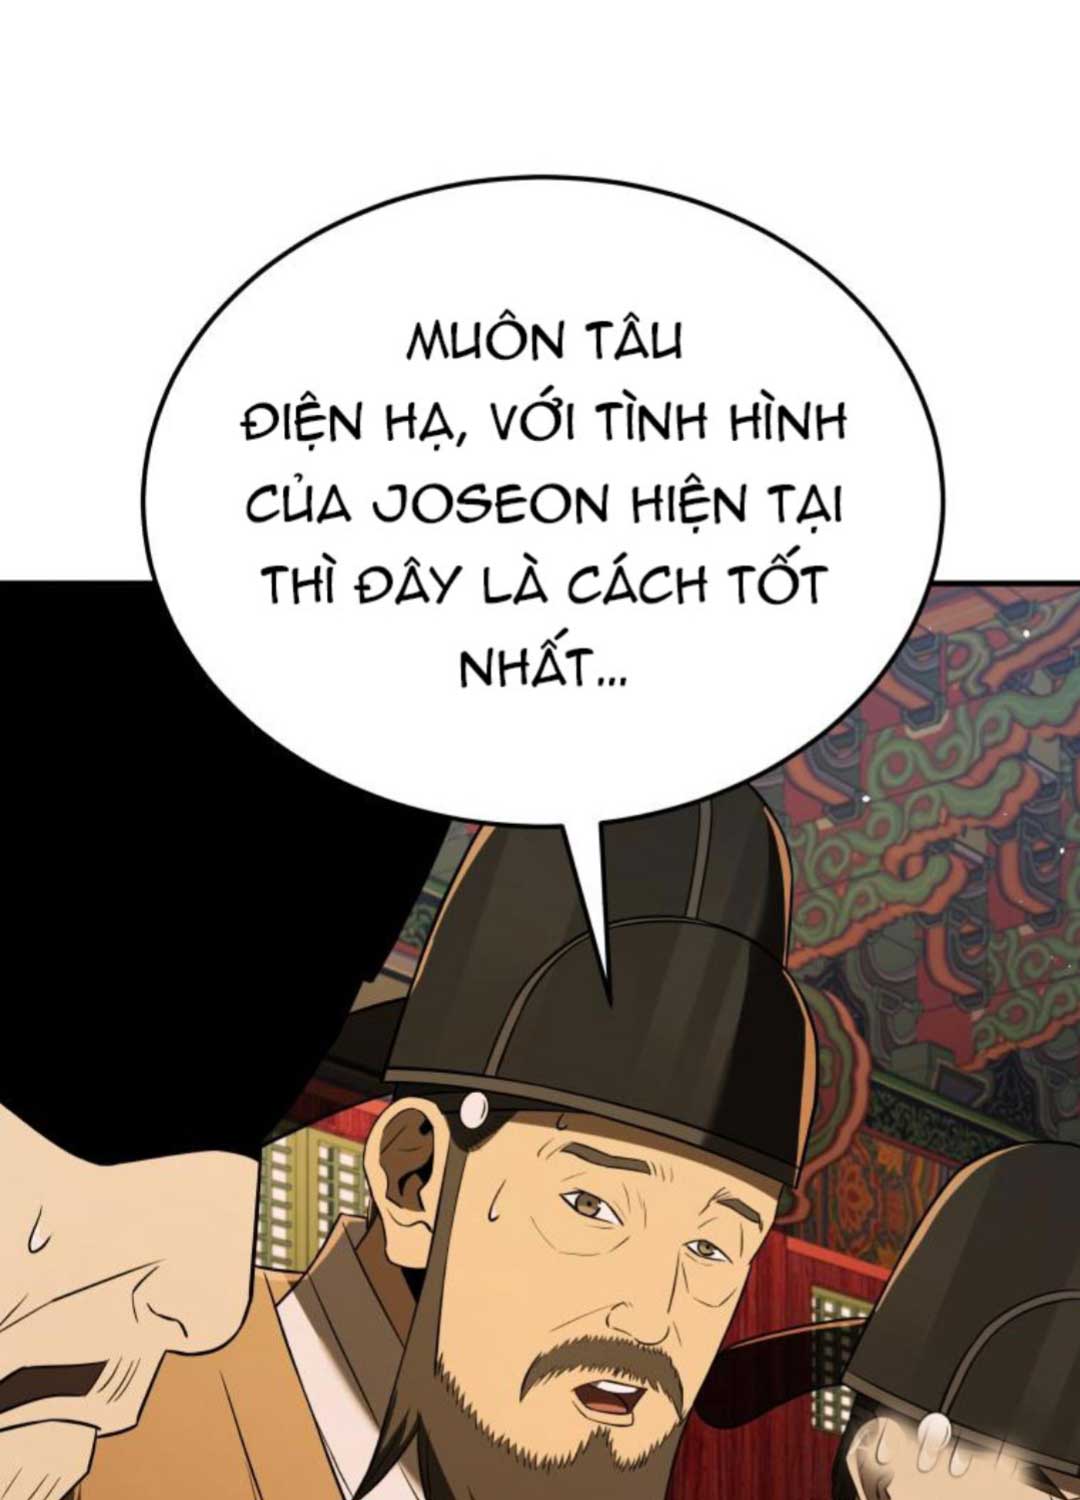 MUÔN TÂU
ĐIỆN HẠ, VỚI TÌNH HÌNH
CỦA JOSEON HIỆN TẠI
THÌ ĐÂY LÀ CÁCH TỐT
NHẤT...